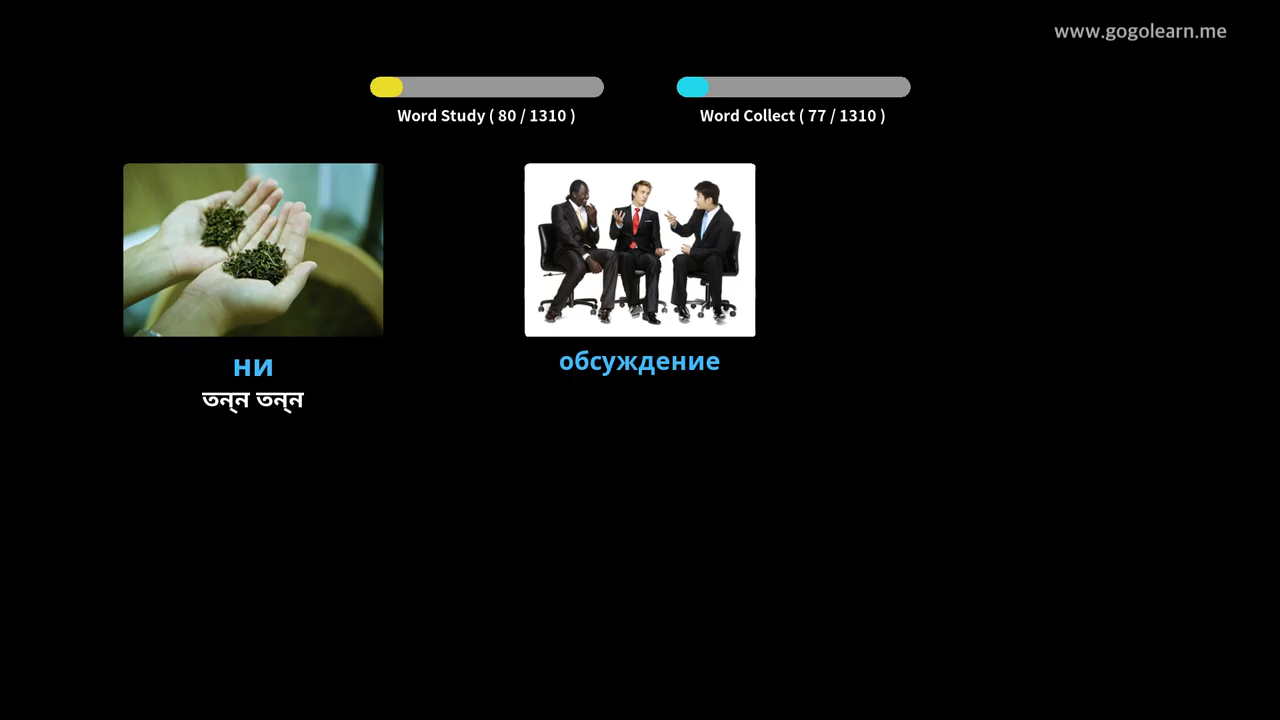 www.gogolearn.me
Word Study ( 80 / 1310 )
Word Collect ( 77 / 1310 )
ни
তন্ন তন্ন
обсуждение